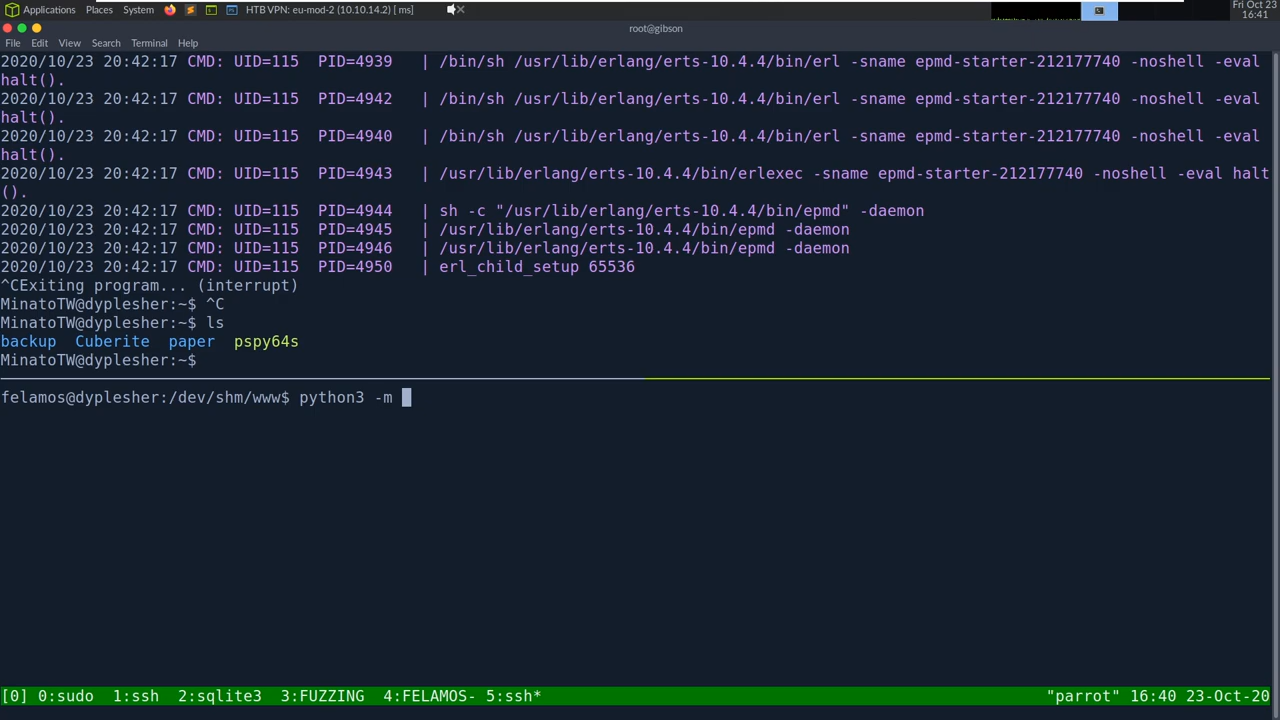 Applications Places System HTB VPN: eu-mod-2 (10.10.14.2) [ ms] Fri Oct 23
16:41
root@gibson
File Edit View Search Terminal Help
2020/10/23 20:42:17 CMD: UID=115 PID=4939 | /bin/sh /usr/lib/erlang/erts-10.4.4/bin/erl -sname epmd-starter-212177740 -noshell -eval
halt().
2020/10/23 20:42:17 CMD: UID=115 PID=4942 | /bin/sh /usr/lib/erlang/erts-10.4.4/bin/erl -sname epmd-starter-212177740 -noshell -eval
halt().
2020/10/23 20:42:17 CMD: UID=115 PID=4940 | /bin/sh /usr/lib/erlang/erts-10.4.4/bin/erl -sname epmd-starter-212177740 -noshell -eval
halt().
2020/10/23 20:42:17 CMD: UID=115 PID=4943 | /usr/lib/erlang/erts-10.4.4/bin/erlexec -sname epmd-starter-212177740 -noshell -eval halt
().
2020/10/23 20:42:17 CMD: UID=115 PID=4944 | sh -c "/usr/lib/erlang/erts-10.4.4/bin/epmd" -daemon
2020/10/23 20:42:17 CMD: UID=115 PID=4945 | /usr/lib/erlang/erts-10.4.4/bin/epmd -daemon
2020/10/23 20:42:17 CMD: UID=115 PID=4946 | /usr/lib/erlang/erts-10.4.4/bin/epmd -daemon
2020/10/23 20:42:17 CMD: UID=115 PID=4950 | erl_child_setup 65536
^CExiting program... (interrupt)
MinatoTW@dyplesher:~$ ^C
MinatoTW@dyplesher:~$ ls
backup Cuberite paper pspy64s
MinatoTW@dyplesher:~$
felamos@dyplesher:/dev/shm/www$ python3 -m
[0] 0:sudo 1:ssh 2:sqlite3 3:FUZZING 4:FELAMOS- 5:ssh* "parrot" 16:40 23-Oct-20